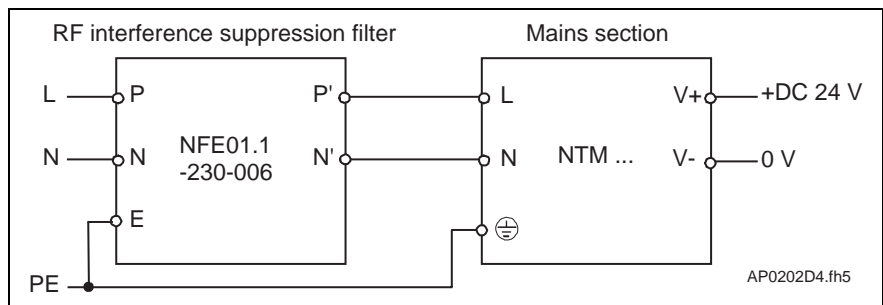 RF interference suppression filter
Mains section
L P P' L V+ +DC 24 V
NFE01.1
-230-006
N N N' N NTM ... V- 0 V
E
PE
AP0202D4.fh5